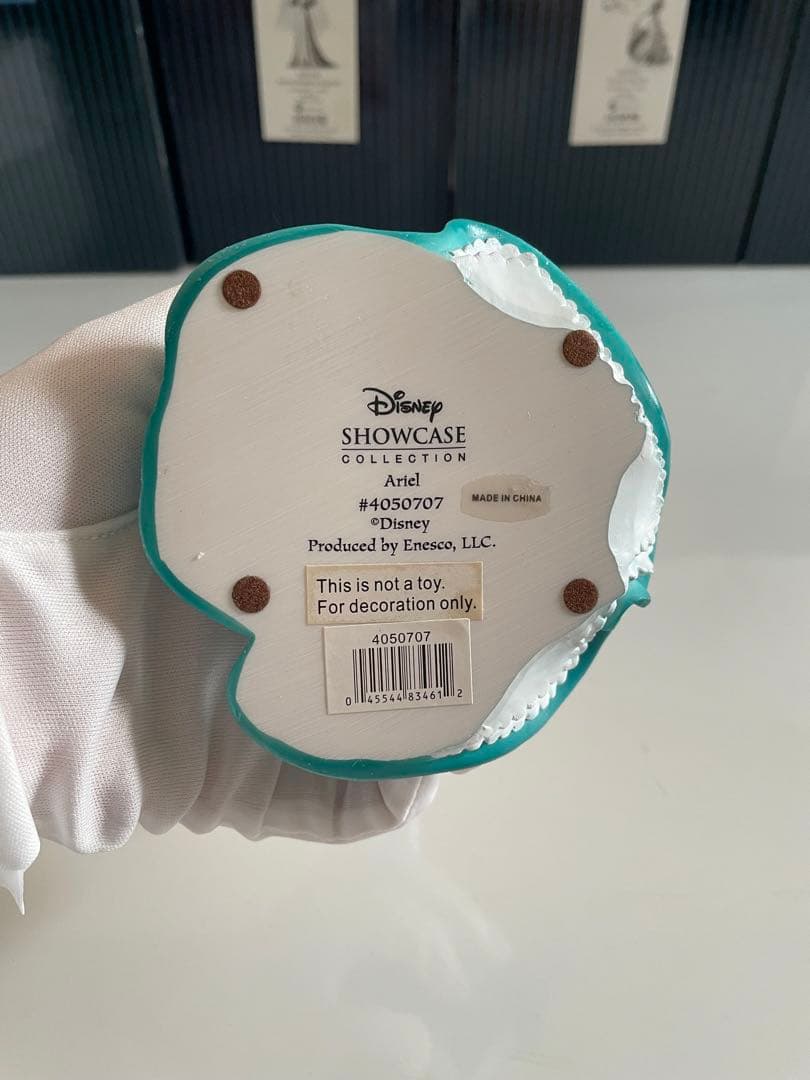 Disney
SHOWCASE
COLLECTION
Ariel
#4050707
©Disney
Produced by Enesco, LLC.
MADE IN CHINA
This is not a toy.
For decoration only.
4050707
0 45544 83461 2